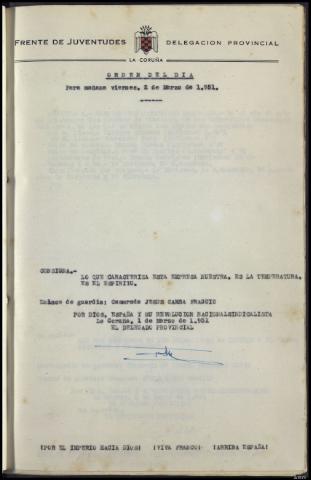 FRENTE DE JUVENTUDES DELEGACION PROVINCIAL
LA CORUÑA
ORDEN DEL DIA
Para mañana viernes, 2 de Marzo de 1.951.
CONSIGNA.-
LO QUE CARACTERIZA ESTA EMPRESA NUESTRA, ES LA TEMPERATURA,
ES EL ESPIRITU.
Enlace de guardia: Camarada JESUS CAMBA
POR DIOS, ESPAÑA Y SU REVOLUCION NACIONALSINDICALISTA
La Coruña, 1 de Marzo de 1.951
EL DELEGADO PROVINCIAL
¡POR EL IMPERIO HACIA DIOS! ¡VIVA FRANCO! ¡ARRIBA ESPAÑA!